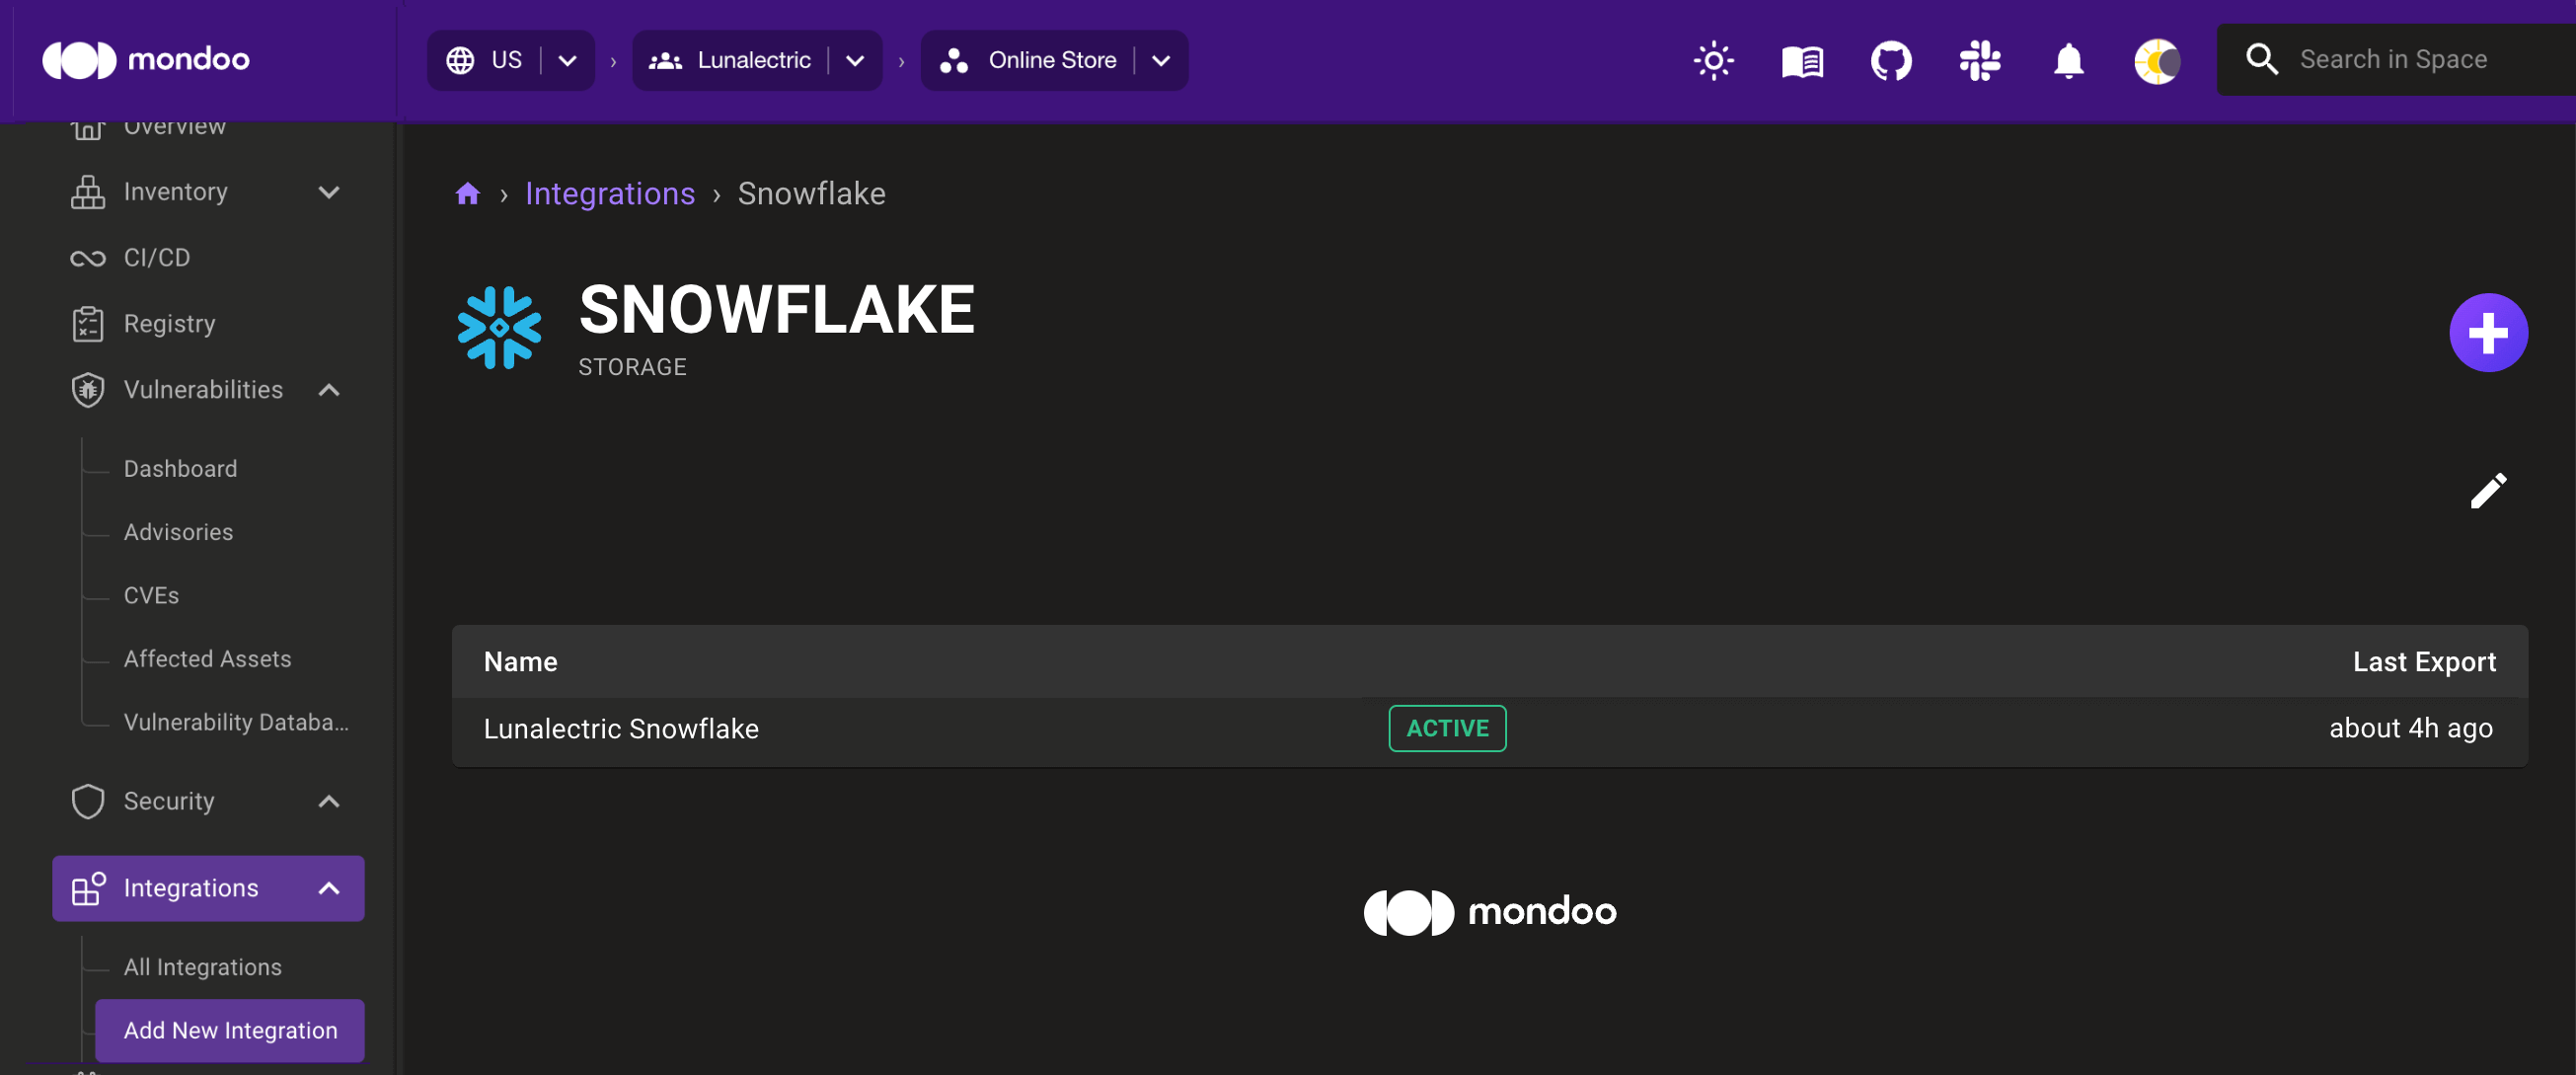 mondoo
US › Lunalectric › Online Store
Search in Space
Overview
Inventory
CI/CD
Registry
Vulnerabilities
Dashboard
Advisories
CVEs
Affected Assets
Vulnerability Databa...
Security
Integrations
All Integrations
Add New Integration
› Integrations › Snowflake
SNOWFLAKE
STORAGE
Name Last Export
Lunalectric Snowflake ACTIVE about 4h ago
mondoo